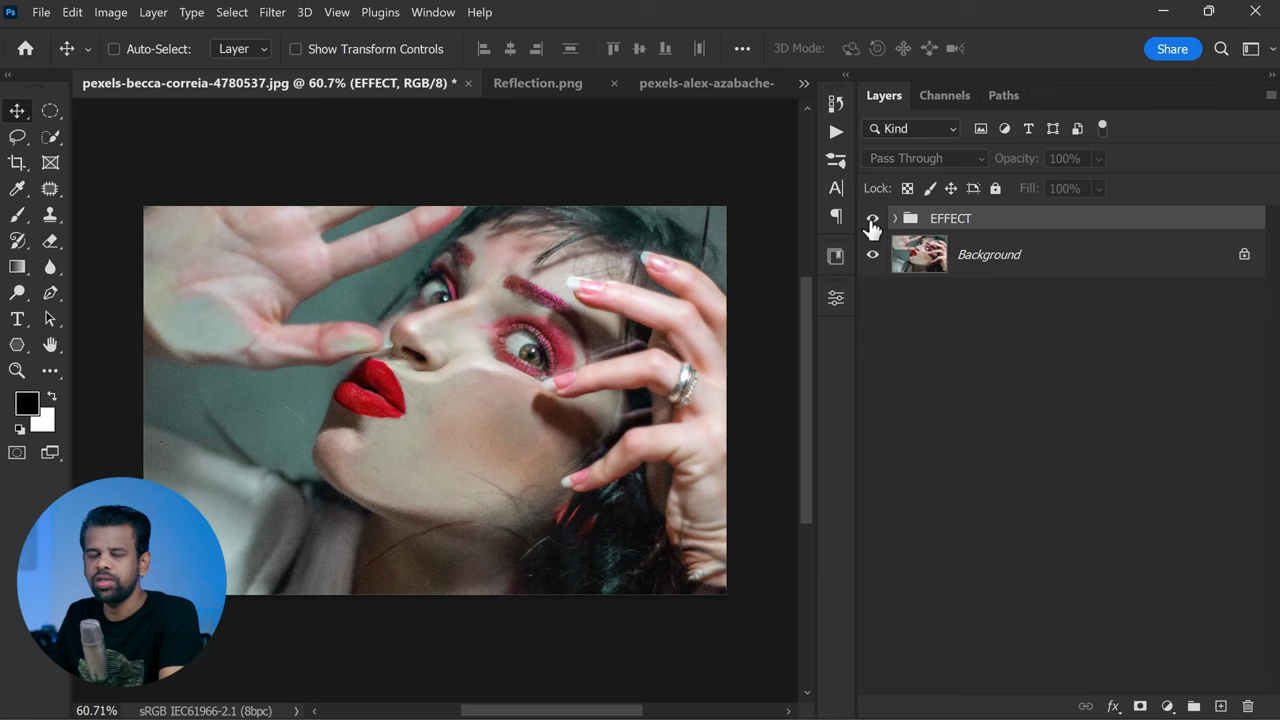 Ps File Edit Image Layer Type Select Filter 3D View Plugins Window Help
Auto-Select: Layer Show Transform Controls 3D Mode: Share
pexels-becca-correia-4780537.jpg @ 60.7% (EFFECT, RGB/8) * Reflection.png pexels-alex-azabache-
Layers Channels Paths
Kind
Pass Through Opacity: 100%
Lock: Fill: 100%
EFFECT
Background
60.71% sRGB IEC61966-2.1 (8bpc)